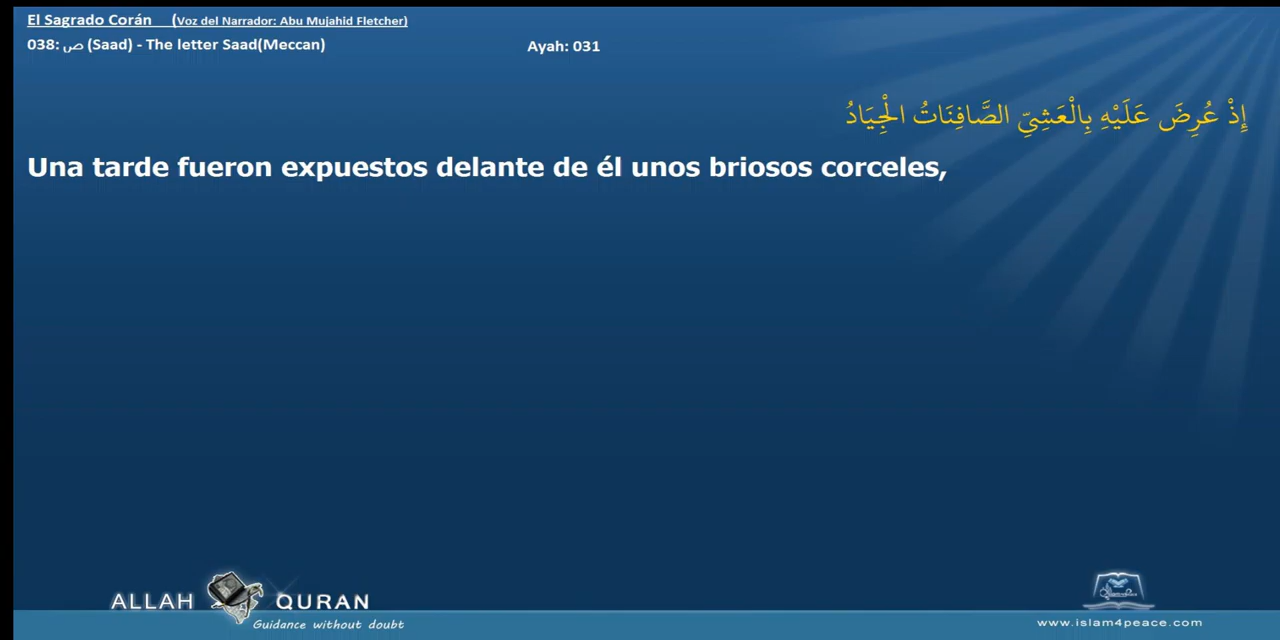 El Sagrado Corán (Voz del Narrador: Abu Mujahid Fletcher)
038: ص (Saad) - The letter Saad(Meccan) Ayah: 031
إِذْ عُرِضَ عَلَيْهِ بِالْعَشِيِّ الصَّافِنَاتُ الْجِيَادُ
Una tarde fueron expuestos delante de él unos briosos corceles,
ALLAH QURAN
Guidance without doubt
www.islam4peace.com